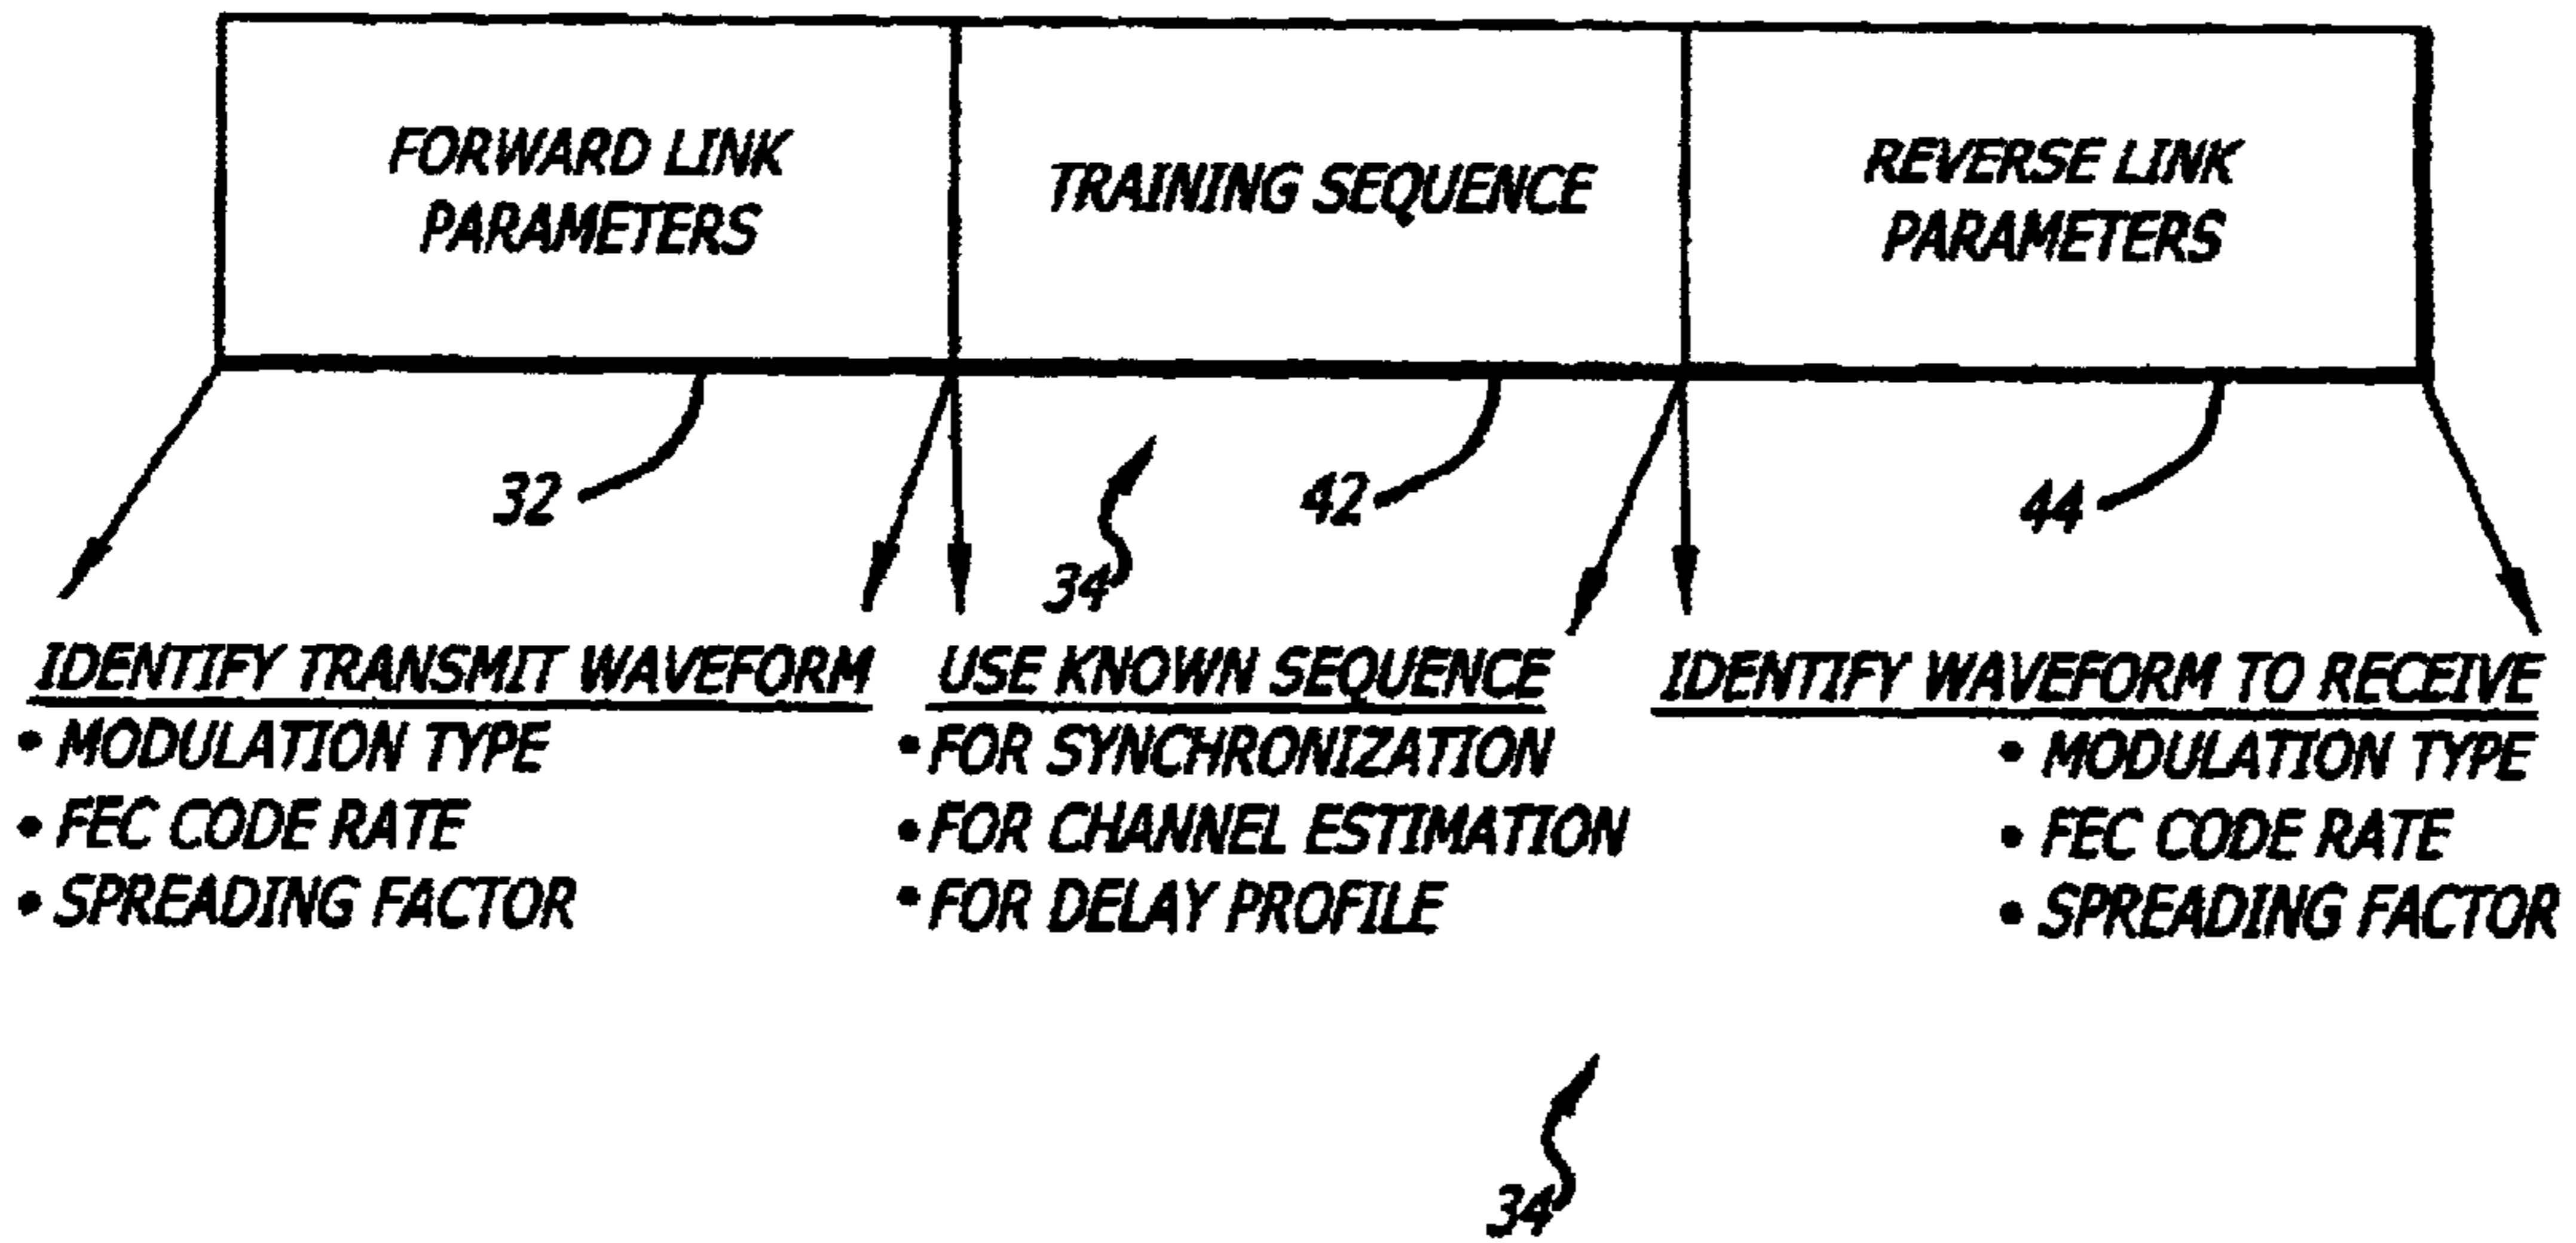 FORWARD LINK
PARAMETERS
TRAINING SEQUENCE
REVERSE LINK
PARAMETERS
32
34
42
44
IDENTIFY TRANSMIT WAVEFORM
• MODULATION TYPE
• FEC CODE RATE
• SPREADING FACTOR
USE KNOWN SEQUENCE
• FOR SYNCHRONIZATION
• FOR CHANNEL ESTIMATION
• FOR DELAY PROFILE
IDENTIFY WAVEFORM TO RECEIVE
• MODULATION TYPE
• FEC CODE RATE
• SPREADING FACTOR
34